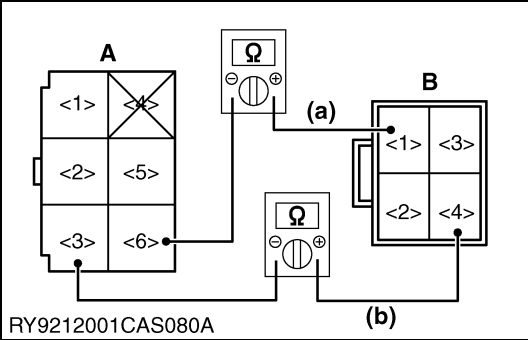 A
B
Ω
(a)
<1>
<4>
<1>
<3>
<2>
<5>
<2>
<4>
<3>
<6>
Ω
(b)
RY9212001CAS080A